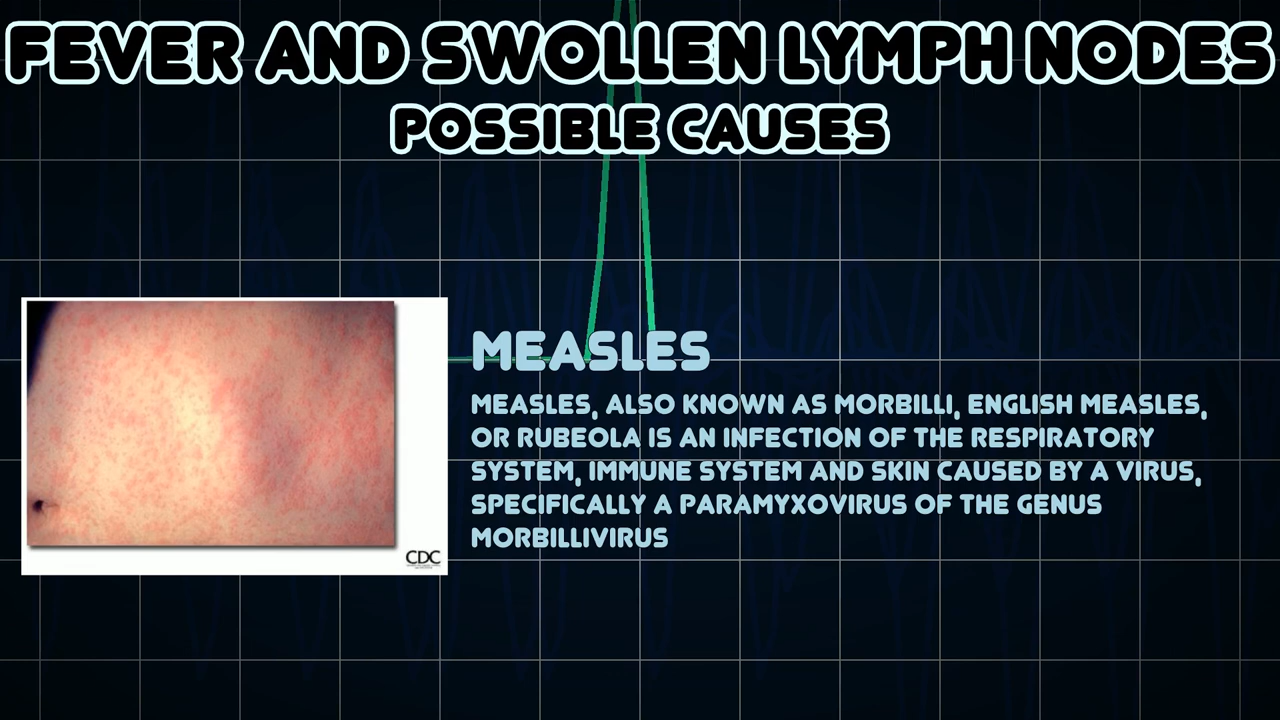 FEVER AND SWOLLEN LYMPH NODES
POSSIBLE CAUSES
MEASLES
MEASLES, ALSO KNOWN AS MORBILLI, ENGLISH MEASLES,
OR RUBEOLA IS AN INFECTION OF THE RESPIRATORY
SYSTEM, IMMUNE SYSTEM AND SKIN CAUSED BY A VIRUS,
SPECIFICALLY A PARAMYXOVIRUS OF THE GENUS
MORBILLIVIRUS
CDC